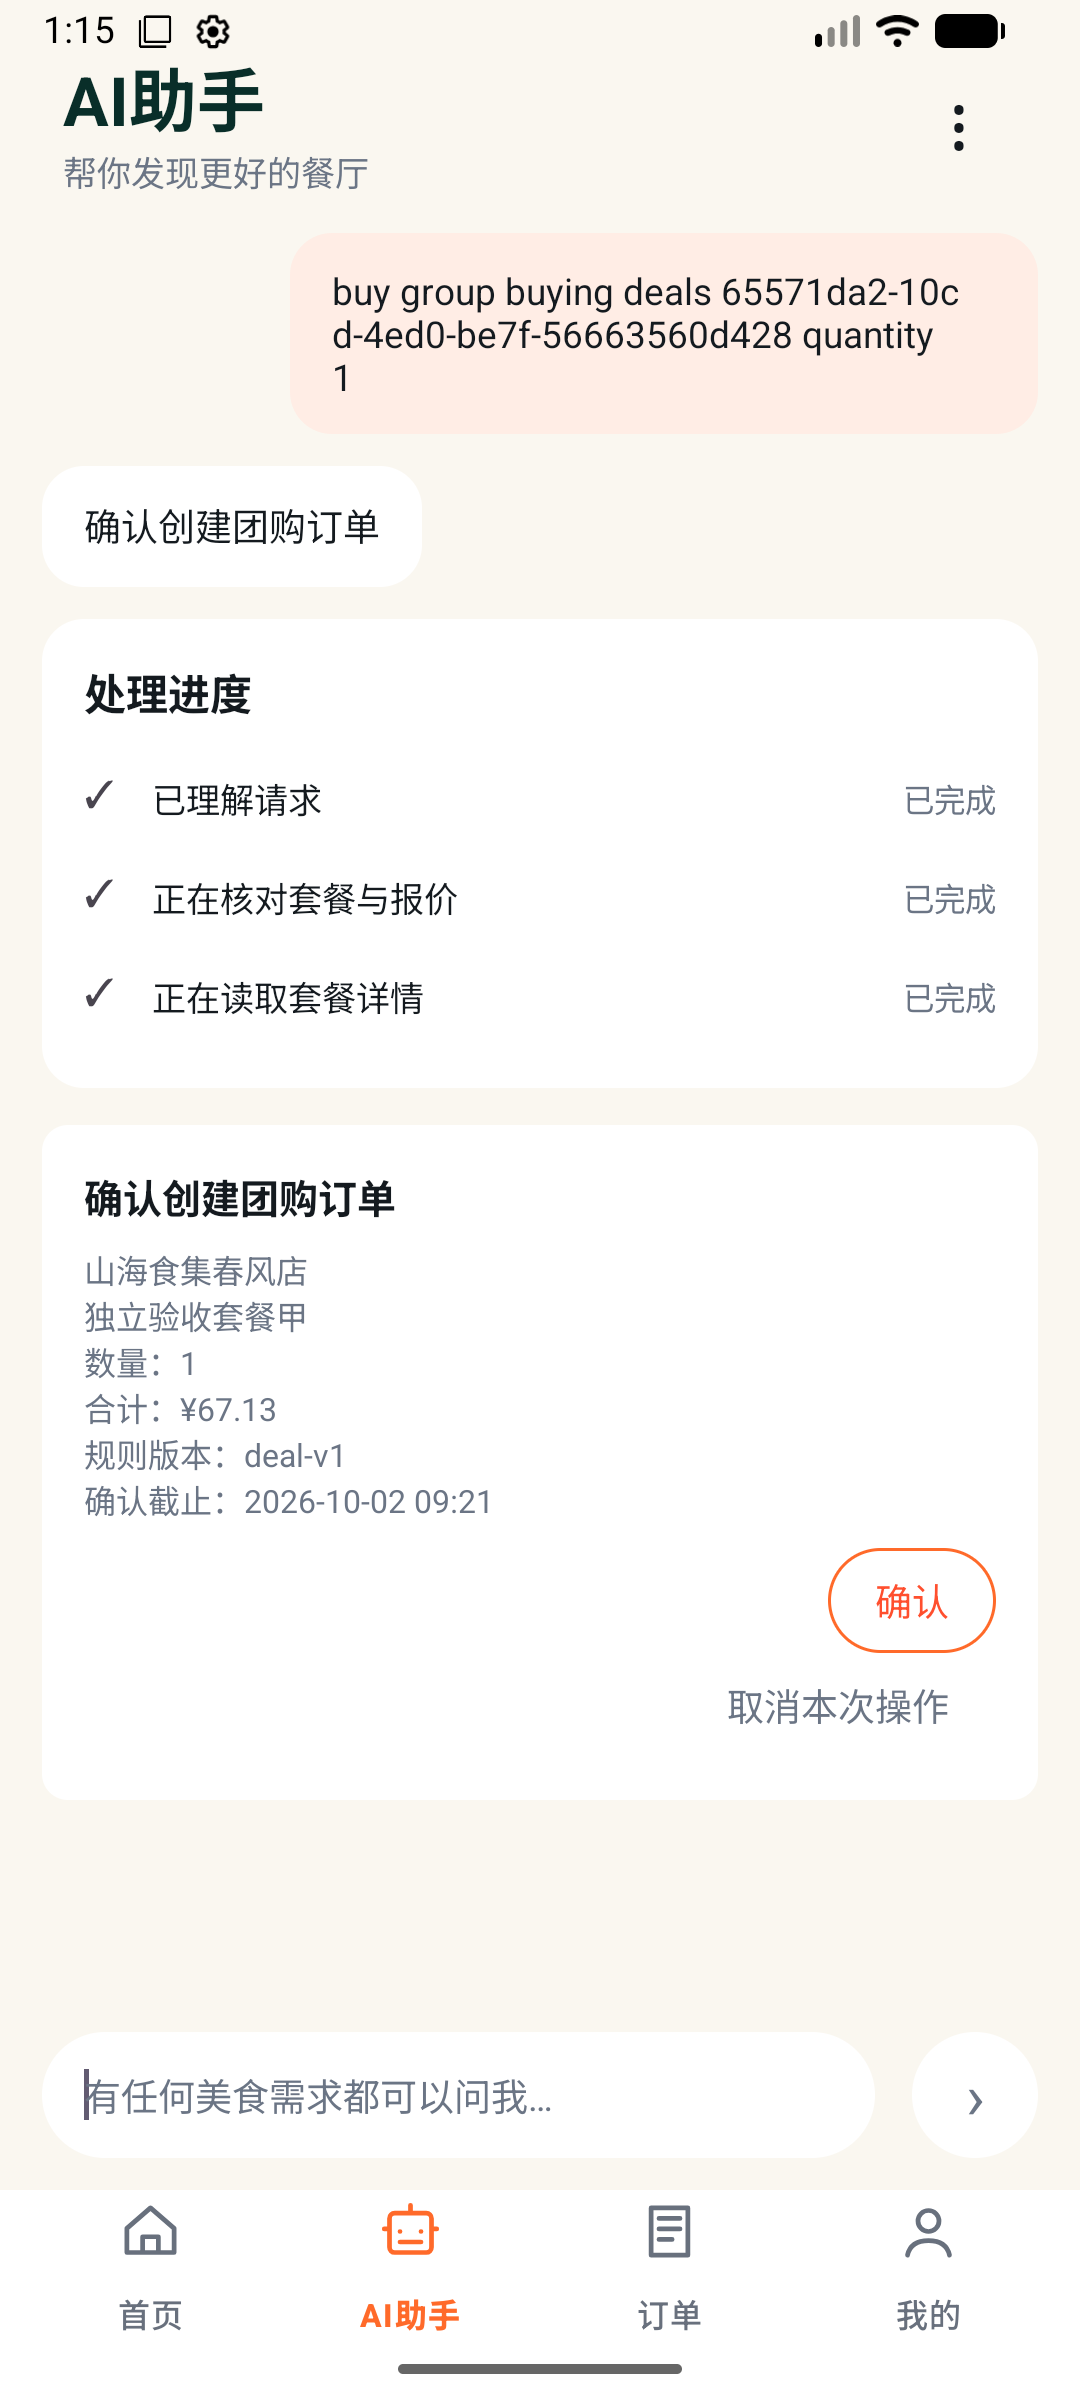 1:15
AI助手
帮你发现更好的餐厅
buy group buying deals 65571da2-10c
d-4ed0-be7f-56663560d428 quantity
1
确认创建团购订单
处理进度
✓ 已理解请求 已完成
✓ 正在核对套餐与报价 已完成
✓ 正在读取套餐详情 已完成
确认创建团购订单
山海食集春风店
独立验收套餐甲
数量：1
合计：¥67.13
规则版本：deal-v1
确认截止：2026-10-02 09:21
确认
取消本次操作
有任何美食需求都可以问我...
首页 AI助手 订单 我的